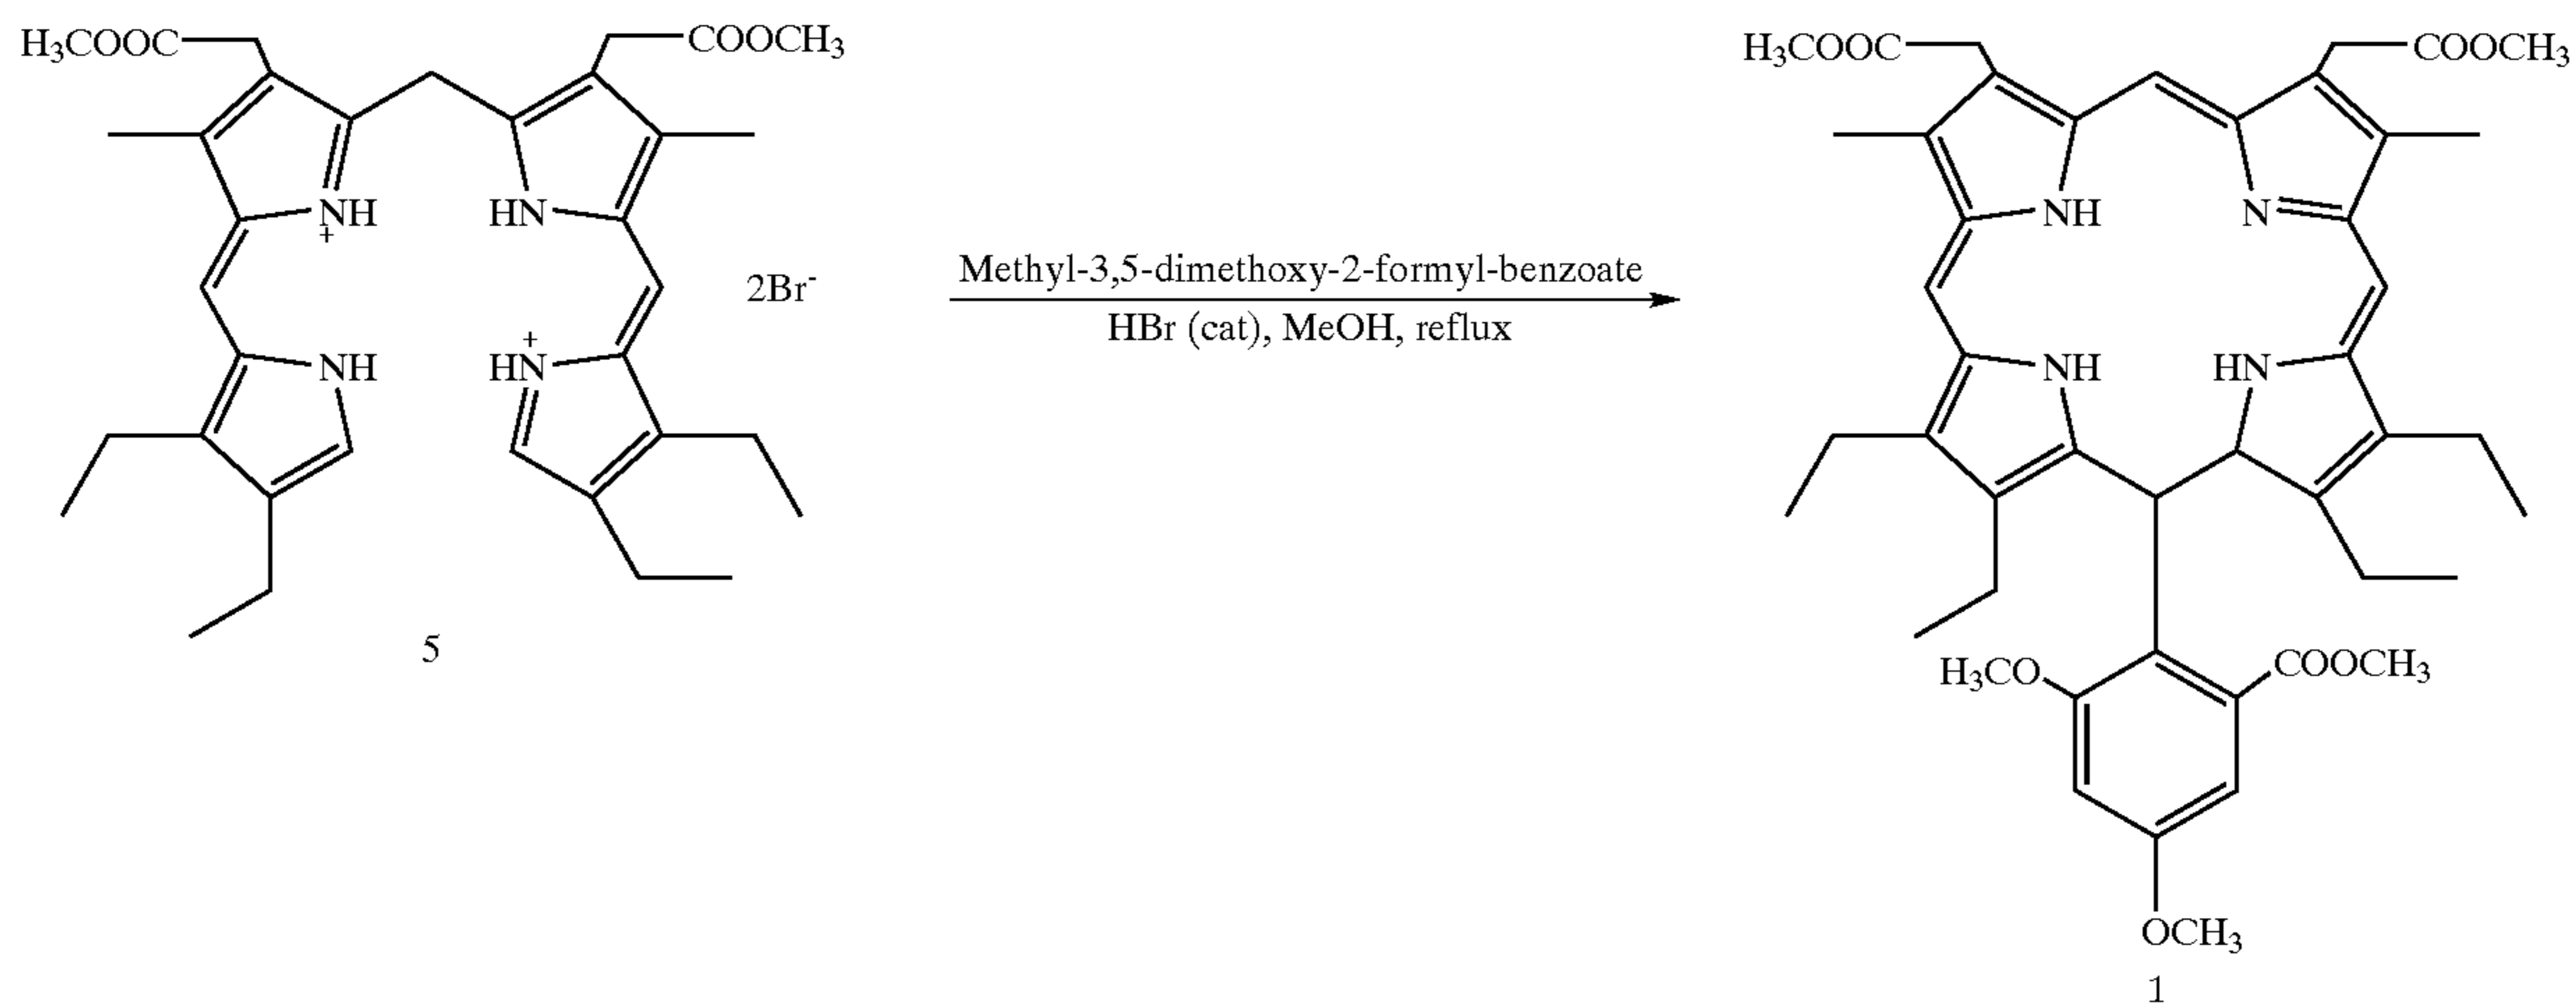 H₃COOC COOCH₃
NH
+
HN
2Br⁻
NH
+
HN
5
Methyl-3,5-dimethoxy-2-formyl-benzoate
HBr (cat), MeOH, reflux
H₃COOC COOCH₃
NH N
NH HN
H₃CO COOCH₃
OCH₃
1